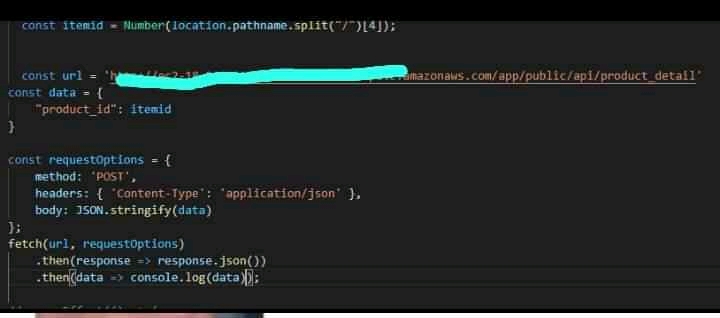 const itemid = Number(location.pathname.split("/")[4]);
const url = 'amazonaws.com/app/public/api/product_detail'
const data = {
"product_id": itemid
}
const requestOptions = {
method: 'POST',
headers: { 'Content-Type': 'application/json' },
body: JSON.stringify(data)
};
fetch(url, requestOptions)
.then(response => response.json())
.then(data => console.log(data));